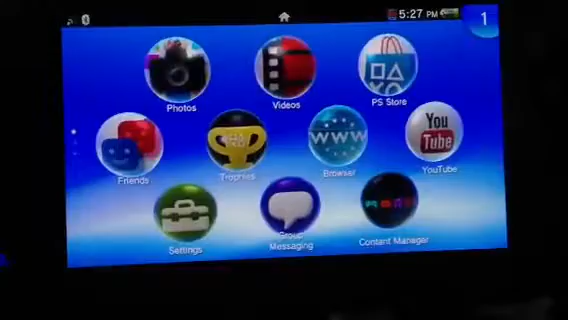 5:27 PM
1
Photos
Videos
PS Store
Friends
Trophies
www
Browser
You
Tube
YouTube
Settings
Group
Messaging
Content Manager